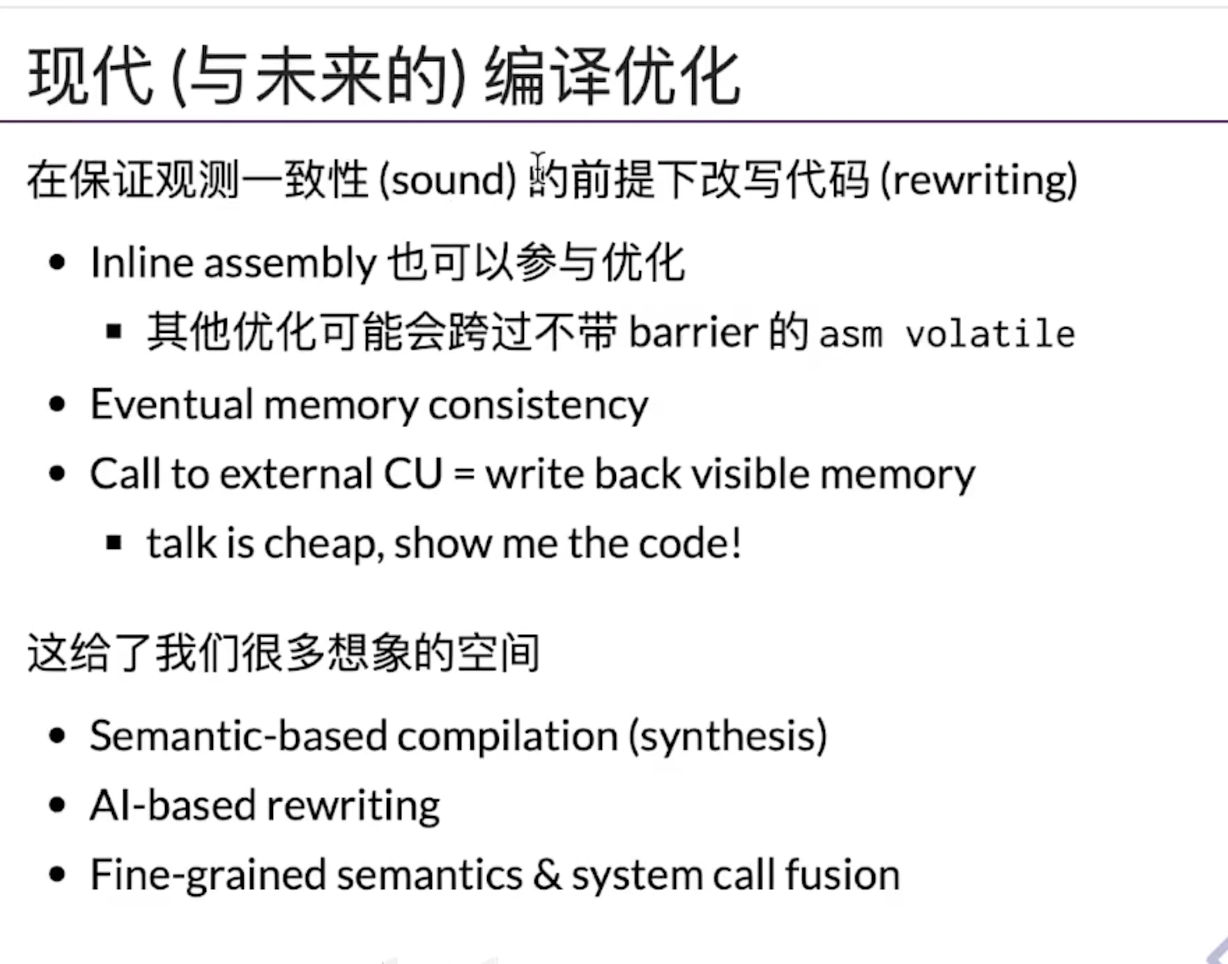 现代 (与未来的) 编译优化
在保证观测一致性 (sound) 的前提下改写代码 (rewriting)
Inline assembly 也可以参与优化
其他优化可能会跨过不带 barrier 的 asm volatile
Eventual memory consistency
Call to external CU = write back visible memory
talk is cheap, show me the code!
这给了我们很多想象的空间
Semantic-based compilation (synthesis)
AI-based rewriting
Fine-grained semantics & system call fusion